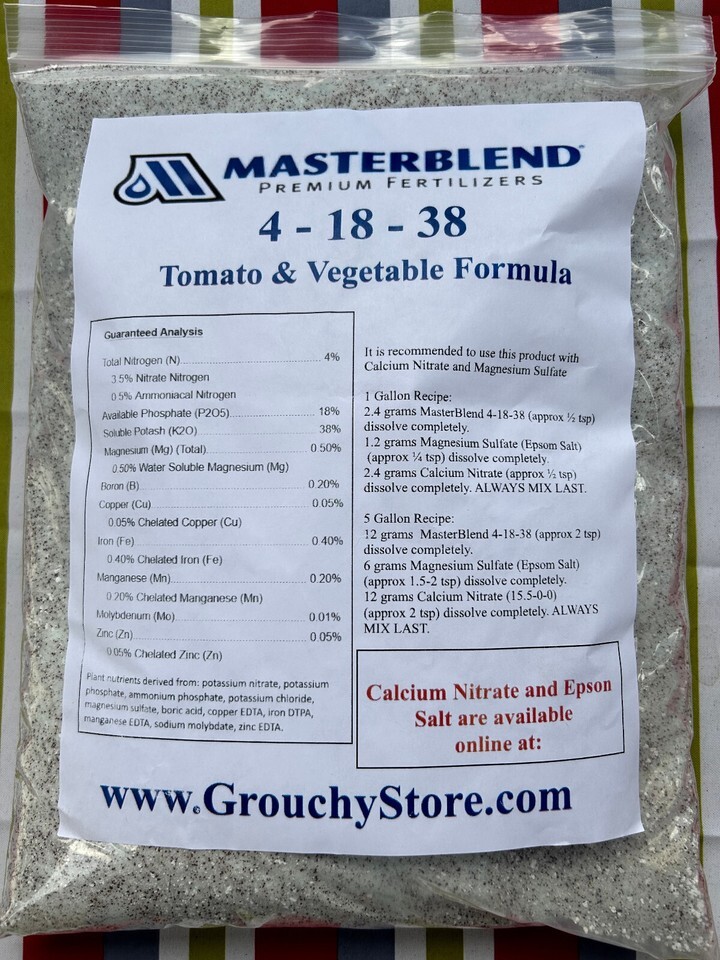 MASTERBLEND®
PREMIUM FERTILIZERS
4 - 18 - 38
Tomato & Vegetable Formula
Guaranteed Analysis
Total Nitrogen (N)........................................ 4%
3.5% Nitrate Nitrogen
0.5% Ammoniacal Nitrogen
Available Phosphate (P2O5)........................ 18%
Soluble Potash (K2O)................................. 38%
Magnesium (Mg) (Total)............................. 0.50%
0.50% Water Soluble Magnesium (Mg)
Boron (B)................................................... 0.20%
Copper (Cu)............................................... 0.05%
0.05% Chelated Copper (Cu)
Iron (Fe).................................................... 0.40%
0.40% Chelated Iron (Fe)
Manganese (Mn)........................................ 0.20%
0.20% Chelated Manganese (Mn)
Molybdenum (Mo)...................................... 0.01%
Zinc (Zn).................................................... 0.05%
0.05% Chelated Zinc (Zn)
Plant nutrients derived from: potassium nitrate, potassium
phosphate, ammonium phosphate, potassium chloride,
magnesium sulfate, boric acid, copper EDTA, iron DTPA,
manganese EDTA, sodium molybdate, zinc EDTA.
It is recommended to use this product with
Calcium Nitrate and Magnesium Sulfate
1 Gallon Recipe:
2.4 grams MasterBlend 4-18-38 (approx ½ tsp)
dissolve completely.
1.2 grams Magnesium Sulfate (Epsom Salt)
(approx ¼ tsp) dissolve completely.
2.4 grams Calcium Nitrate (approx ½ tsp)
dissolve completely. ALWAYS MIX LAST.
5 Gallon Recipe:
12 grams MasterBlend 4-18-38 (approx 2 tsp)
dissolve completely.
6 grams Magnesium Sulfate (Epsom Salt)
(approx 1.5-2 tsp) dissolve completely.
12 grams Calcium Nitrate (15.5-0-0)
(approx 2 tsp) dissolve completely. ALWAYS
MIX LAST.
Calcium Nitrate and Epson
Salt are available
online at:
www.GrouchyStore.com